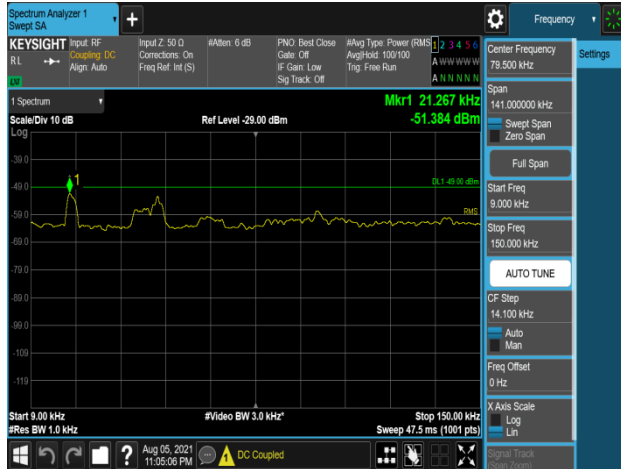 Spectrum Analyzer 1
Swept SA
Frequency
KEYSIGHT
RL
Input: RF
Coupling: DC
Align: Auto
Input Z: 50 Ω
Corrections: On
Freq Ref: Int (S)
#Atten: 6 dB
PNO: Best Close
Gate: Off
IF Gain: Low
Sig Track: Off
#Avg Type: Power (RMS)
Avg|Hold: 100/100
Trig: Free Run
1 2 3 4 5 6
A W W W W W
A N N N N N
1 Spectrum
Scale/Div 10 dB
Log
Ref Level -29.00 dBm
Mkr1 21.267 kHz
-51.384 dBm
-39.0
-49.0
-59.0
-69.0
-79.0
-89.0
-99.0
-109
-119
1
DL1 -49.00 dBm
RMS
Start 9.00 kHz
#Res BW 1.0 kHz
#Video BW 3.0 kHz*
Stop 150.00 kHz
Sweep 47.5 ms (1001 pts)
Center Frequency
79.500 kHz
Settings
Span
141.000000 kHz
Swept Span
Zero Span
Full Span
Start Freq
9.000 kHz
Stop Freq
150.000 kHz
AUTO TUNE
CF Step
14.100 kHz
Auto
Man
Freq Offset
0 Hz
X Axis Scale
Log
Lin
Signal Track
(Span Zoom)
Aug 05, 2021
11:05:06 PM
DC Coupled